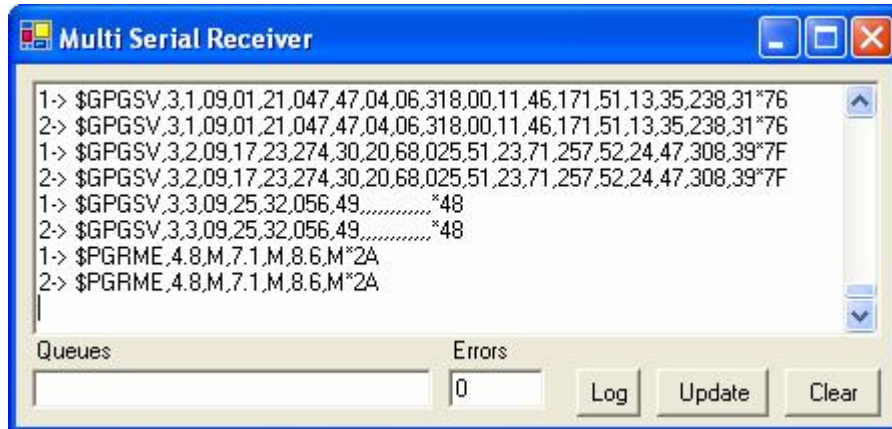 Multi Serial Receiver
1-> $GPGSV,3,1,09,01,21,047,47,04,06,318,00,11,46,171,51,13,35,238,31*76
2-> $GPGSV,3,1,09,01,21,047,47,04,06,318,00,11,46,171,51,13,35,238,31*76
1-> $GPGSV,3,2,09,17,23,274,30,20,68,025,51,23,71,257,52,24,47,308,39*7F
2-> $GPGSV,3,2,09,17,23,274,30,20,68,025,51,23,71,257,52,24,47,308,39*7F
1-> $GPGSV,3,3,09,25,32,056,49,,,,,,,,,,,,*48
2-> $GPGSV,3,3,09,25,32,056,49,,,,,,,,,,,,*48
1-> $PGRME,4.8,M,7.1,M,8.6,M*2A
2-> $PGRME,4.8,M,7.1,M,8.6,M*2A
Queues Errors
0 Log Update Clear